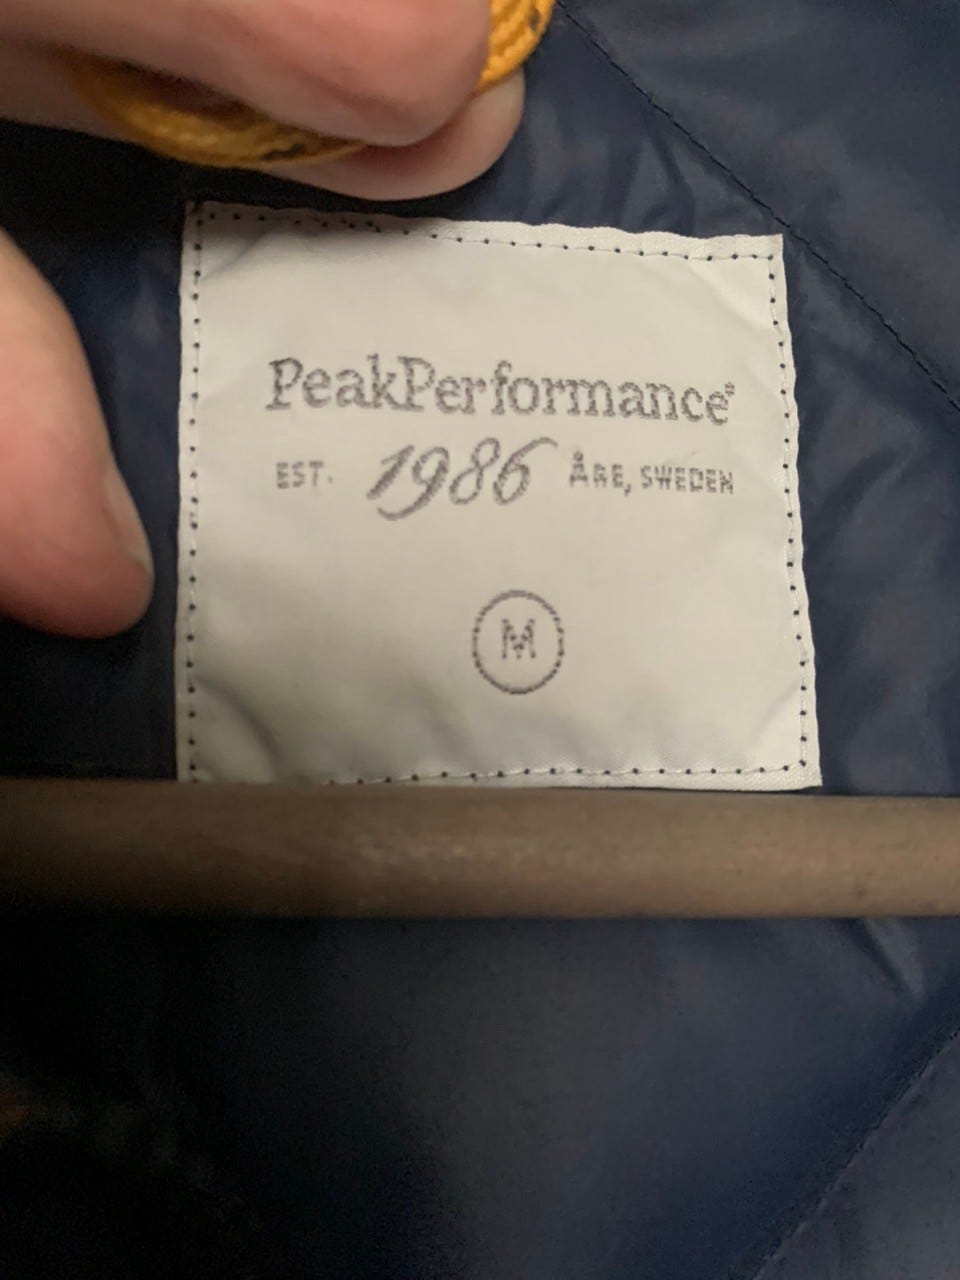 PeakPerformance®
EST. 1986 ÅRE, SWEDEN
M